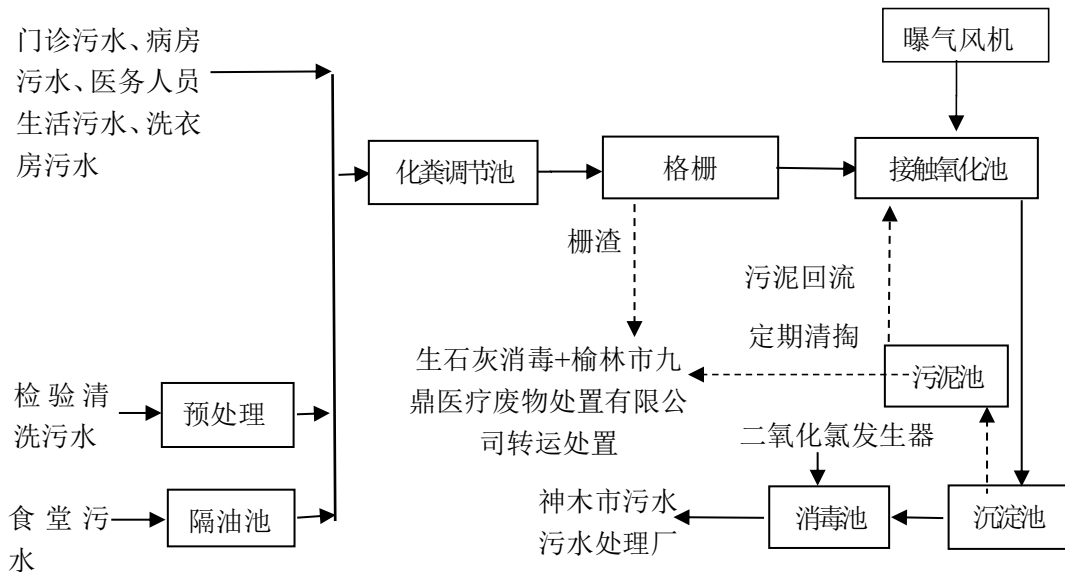 门诊污水、病房
污水、医务人员
生活污水、洗衣
房污水
曝气风机
化粪调节池
格栅
接触氧化池
栅渣
污泥回流
定期清掏
生石灰消毒+榆林市九
鼎医疗废物处置有限公
司转运处置
污泥池
检验清
洗污水
预处理
二氧化氯发生器
食堂污
水
隔油池
神木市污水
污水处理厂
消毒池
沉淀池